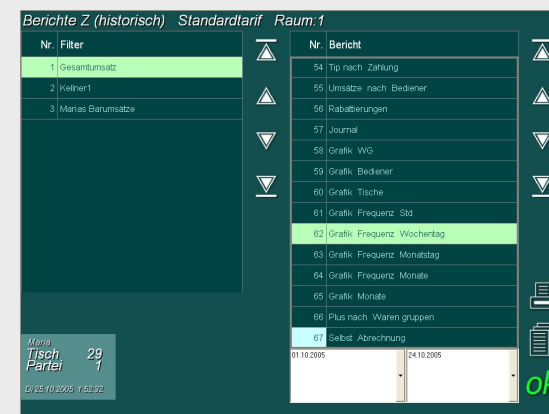 Berichte Z (historisch) Standardtarif Raum:1
Nr. Filter
1 Gesamtumsatz
2 Kellner1
3 Marias Barumsätze
Nr. Bericht
54 Tip nach Zahlung
55 Umsätze nach Bediener
56 Rabattierungen
57 Journal
58 Grafik WG
59 Grafik Bediener
60 Grafik Tische
61 Grafik Frequenz Std
62 Grafik Frequenz Wochentag
63 Grafik Frequenz Monatstag
64 Grafik Frequenz Monate
65 Grafik Monate
66 Plus nach Waren gruppen
67 Selbst Abrechnung
01.10.2005 24.10.2005
Maria
Tisch 29
Partei 1
Di 25.10.2005 1:52:32
ok